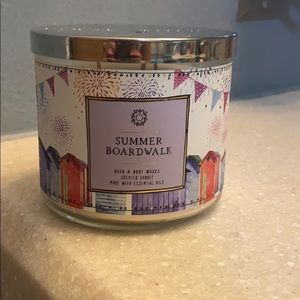 SUMMER
BOARDWALK
BATH & BODY WORKS
SCENTED CANDLE
MADE WITH ESSENTIAL OILS